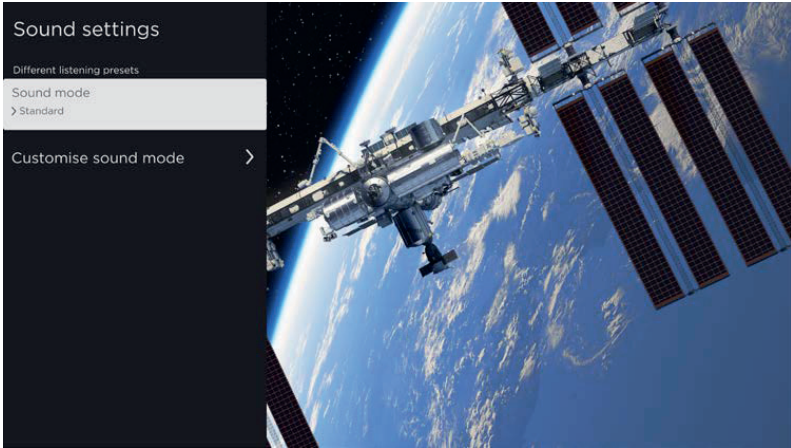 Sound settings
Different listening presets
Sound mode
Standard
Customise sound mode